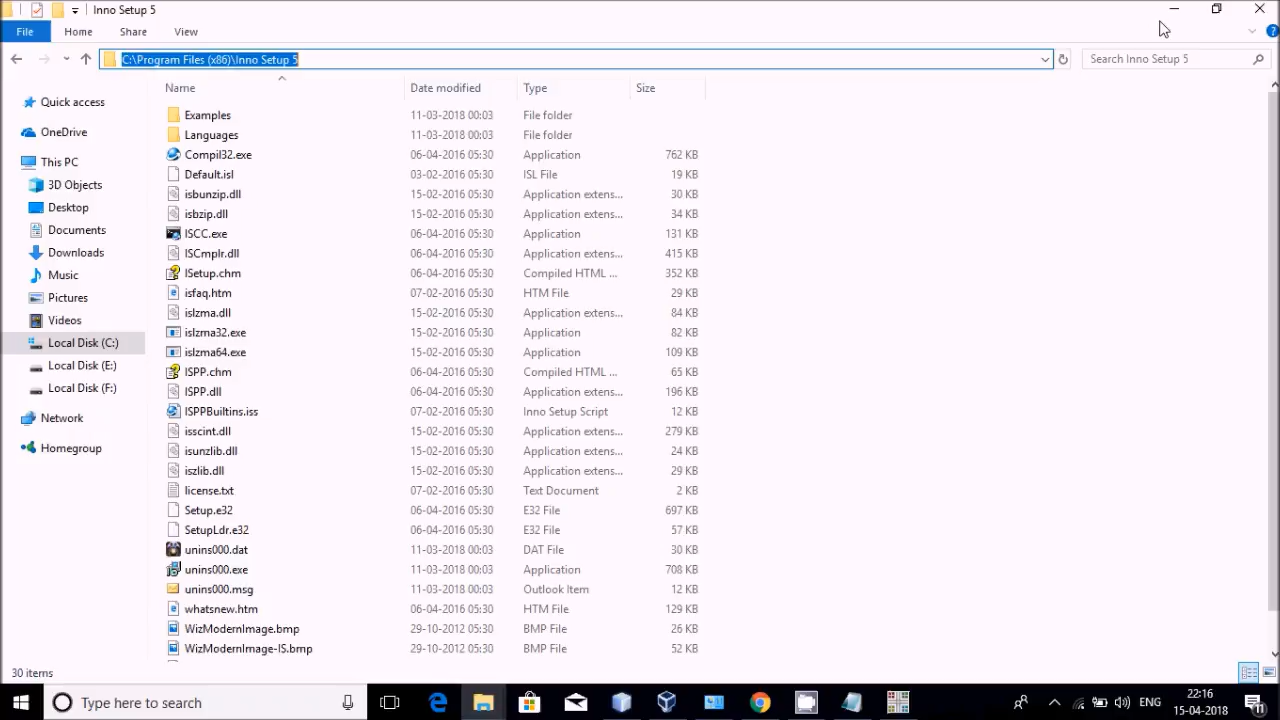 Inno Setup 5
File Home Share View
C:\Program Files (x86)\Inno Setup 5 Search Inno Setup 5
Name Date modified Type Size
Quick access
OneDrive
This PC
3D Objects
Desktop
Documents
Downloads
Music
Pictures
Videos
Local Disk (C:)
Local Disk (E:)
Local Disk (F:)
Network
Homegroup
Examples 11-03-2018 00:03 File folder
Languages 11-03-2018 00:03 File folder
Compil32.exe 06-04-2016 05:30 Application 762 KB
Default.isl 03-02-2016 05:30 ISL File 19 KB
isbunzip.dll 15-02-2016 05:30 Application extens... 30 KB
isbzip.dll 15-02-2016 05:30 Application extens... 34 KB
ISCC.exe 06-04-2016 05:30 Application 131 KB
ISCmplr.dll 06-04-2016 05:30 Application extens... 415 KB
ISetup.chm 06-04-2016 05:30 Compiled HTML ... 352 KB
isfaq.htm 07-02-2016 05:30 HTM File 29 KB
islzma.dll 15-02-2016 05:30 Application extens... 84 KB
islzma32.exe 15-02-2016 05:30 Application 82 KB
islzma64.exe 15-02-2016 05:30 Application 109 KB
ISPP.chm 06-04-2016 05:30 Compiled HTML ... 65 KB
ISPP.dll 06-04-2016 05:30 Application extens... 196 KB
ISPPBuiltins.iss 07-02-2016 05:30 Inno Setup Script 12 KB
isscint.dll 15-02-2016 05:30 Application extens... 279 KB
isunzlib.dll 15-02-2016 05:30 Application extens... 24 KB
iszlib.dll 15-02-2016 05:30 Application extens... 29 KB
license.txt 07-02-2016 05:30 Text Document 2 KB
Setup.e32 06-04-2016 05:30 E32 File 697 KB
SetupLdr.e32 06-04-2016 05:30 E32 File 57 KB
unins000.dat 11-03-2018 00:03 DAT File 30 KB
unins000.exe 11-03-2018 00:03 Application 708 KB
unins000.msg 11-03-2018 00:03 Outlook Item 12 KB
whatsnew.htm 06-04-2016 05:30 HTM File 129 KB
WizModernImage.bmp 29-10-2012 05:30 BMP File 26 KB
WizModernImage-IS.bmp 29-10-2012 05:30 BMP File 52 KB
30 items
Type here to search ENG 22:16
15-04-2018 11